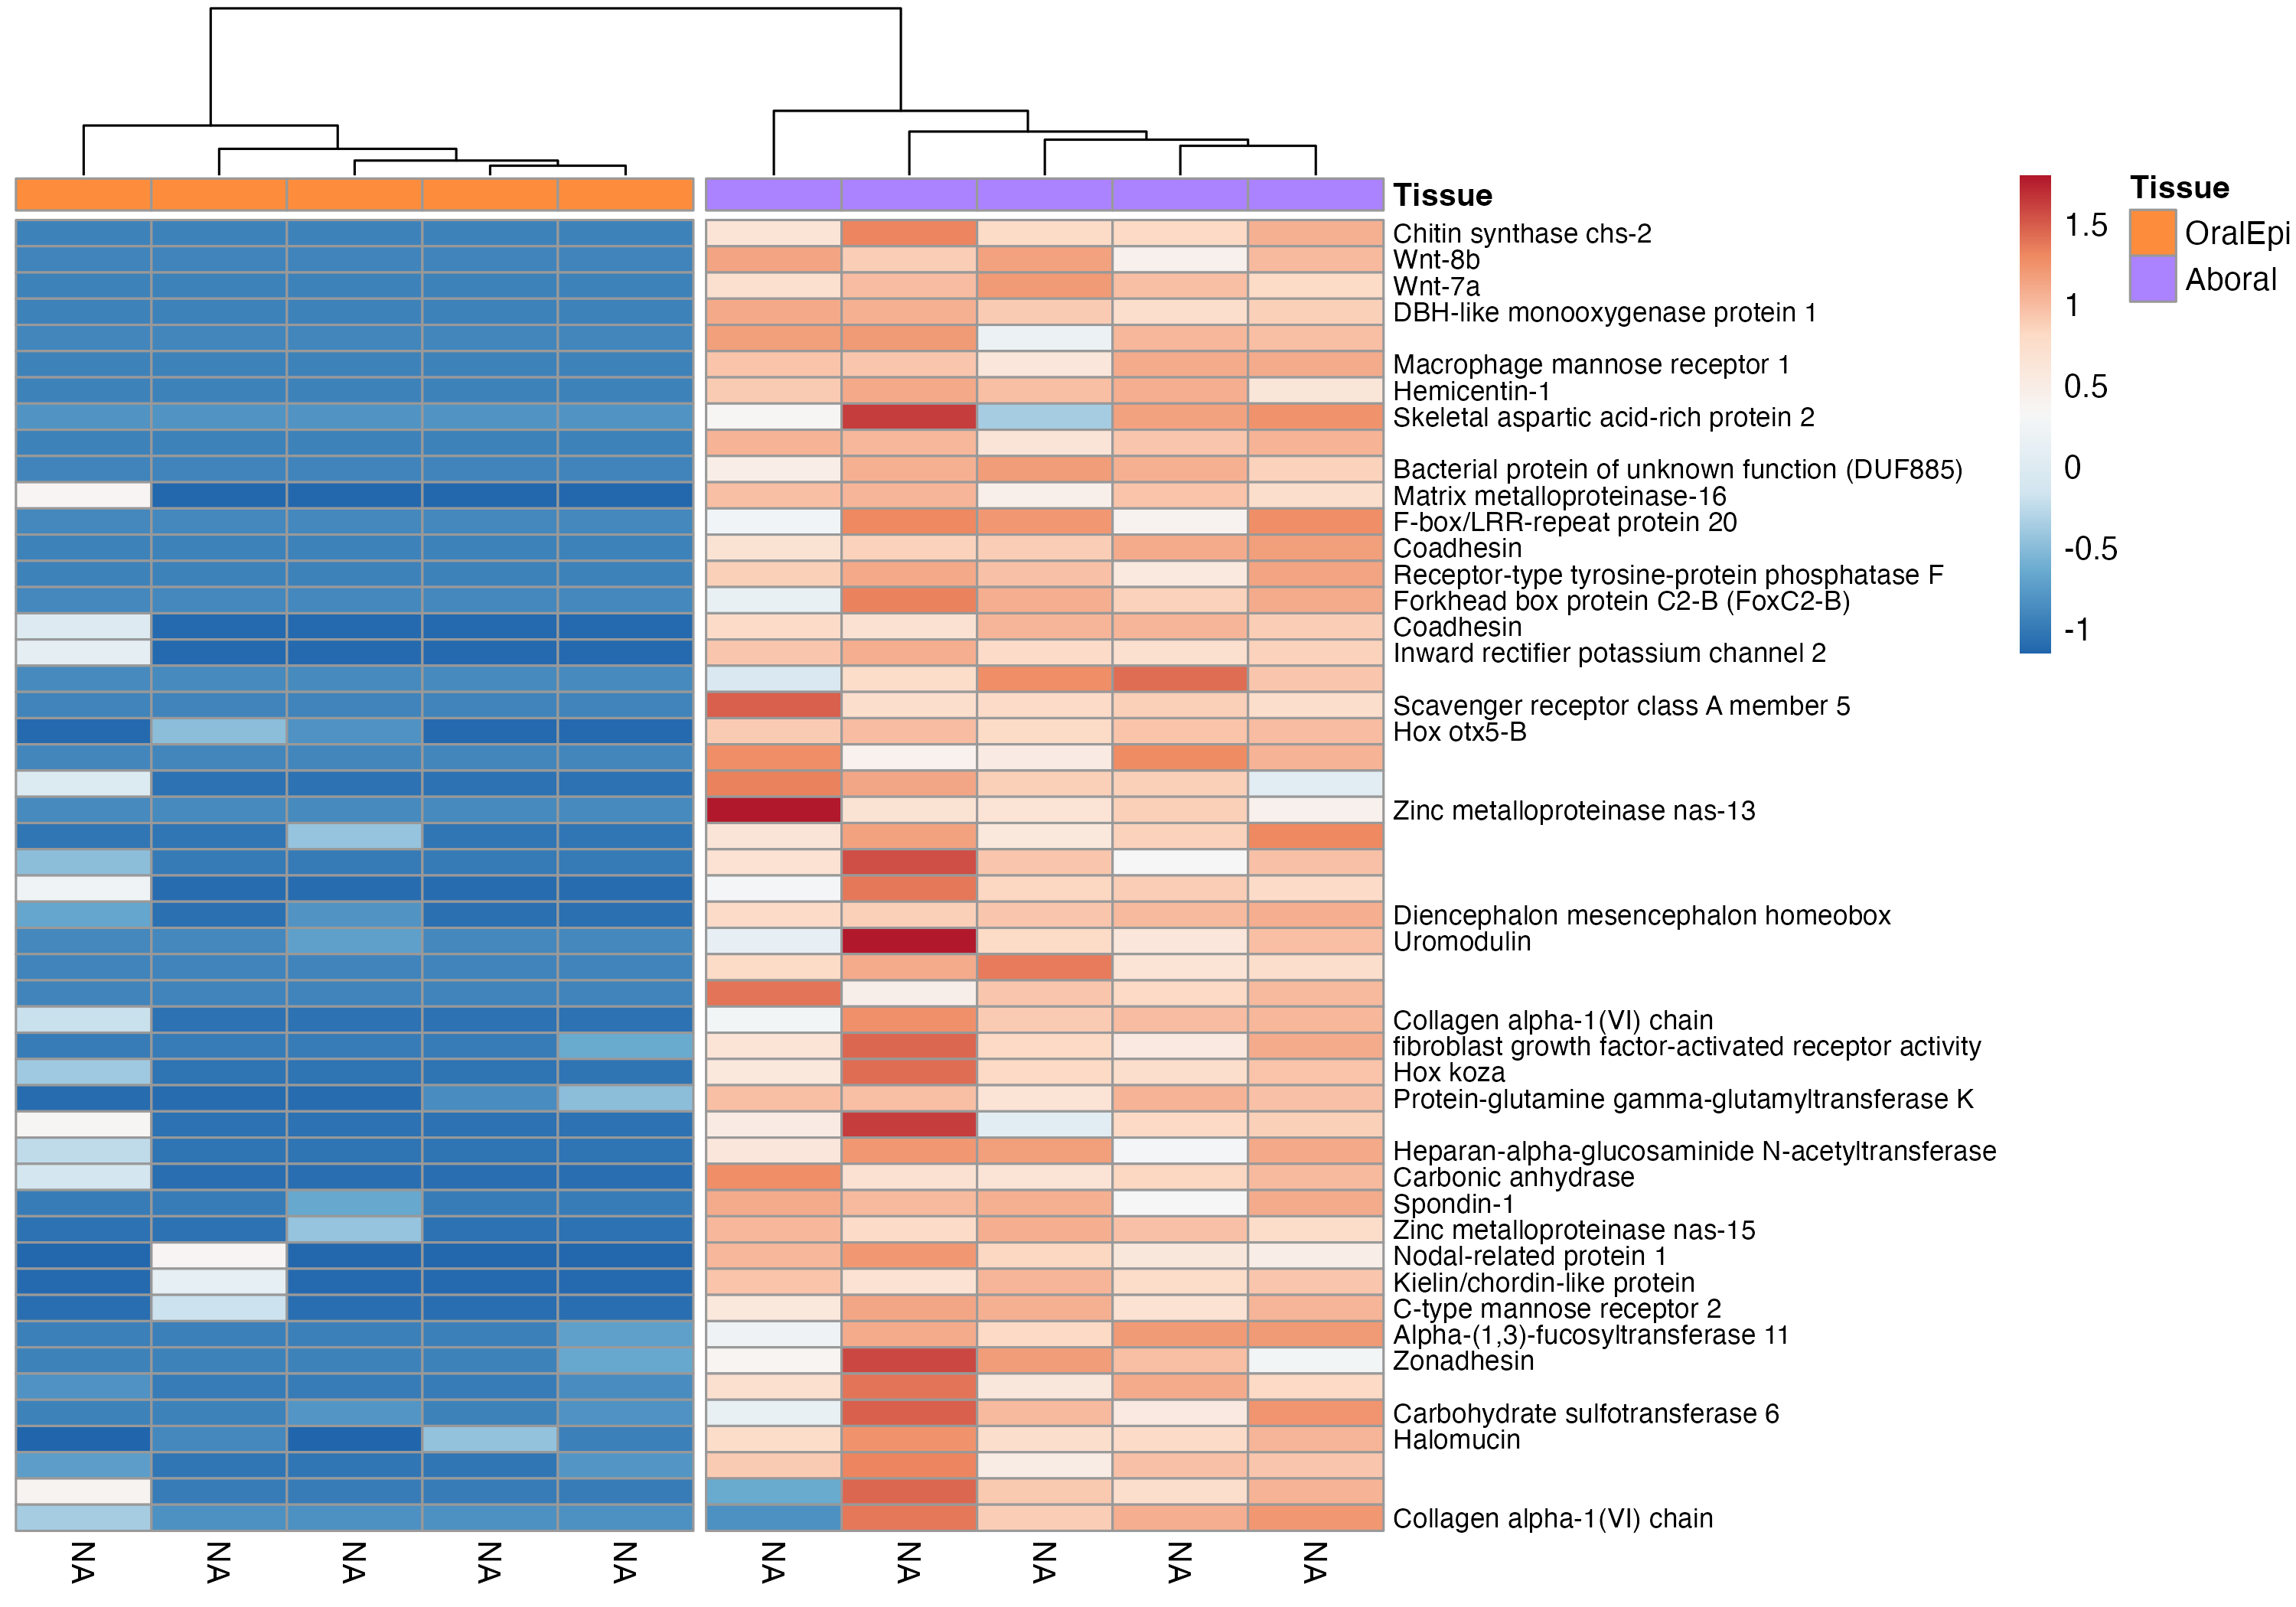 Tissue
Chitin synthase chs-2
Wnt-8b
Wnt-7a
DBH-like monooxygenase protein 1
Macrophage mannose receptor 1
Hemicentin-1
Skeletal aspartic acid-rich protein 2
Bacterial protein of unknown function (DUF885)
Matrix metalloproteinase-16
F-box/LRR-repeat protein 20
Coadhesin
Receptor-type tyrosine-protein phosphatase F
Forkhead box protein C2-B (FoxC2-B)
Coadhesin
Inward rectifier potassium channel 2
Scavenger receptor class A member 5
Hox otx5-B
Zinc metalloproteinase nas-13
Diencephalon mesencephalon homeobox
Uromodulin
Collagen alpha-1(VI) chain
fibroblast growth factor-activated receptor activity
Hox koza
Protein-glutamine gamma-glutamyltransferase K
Heparan-alpha-glucosaminide N-acetyltransferase
Carbonic anhydrase
Spondin-1
Zinc metalloproteinase nas-15
Nodal-related protein 1
Kielin/chordin-like protein
C-type mannose receptor 2
Alpha-(1,3)-fucosyltransferase 11
Zonadhesin
Carbohydrate sulfotransferase 6
Halomucin
Collagen alpha-1(VI) chain
NA
NA
NA
NA
NA
NA
NA
NA
NA
NA
1.5
1
0.5
0
-0.5
-1
Tissue
OralEpi
Aboral